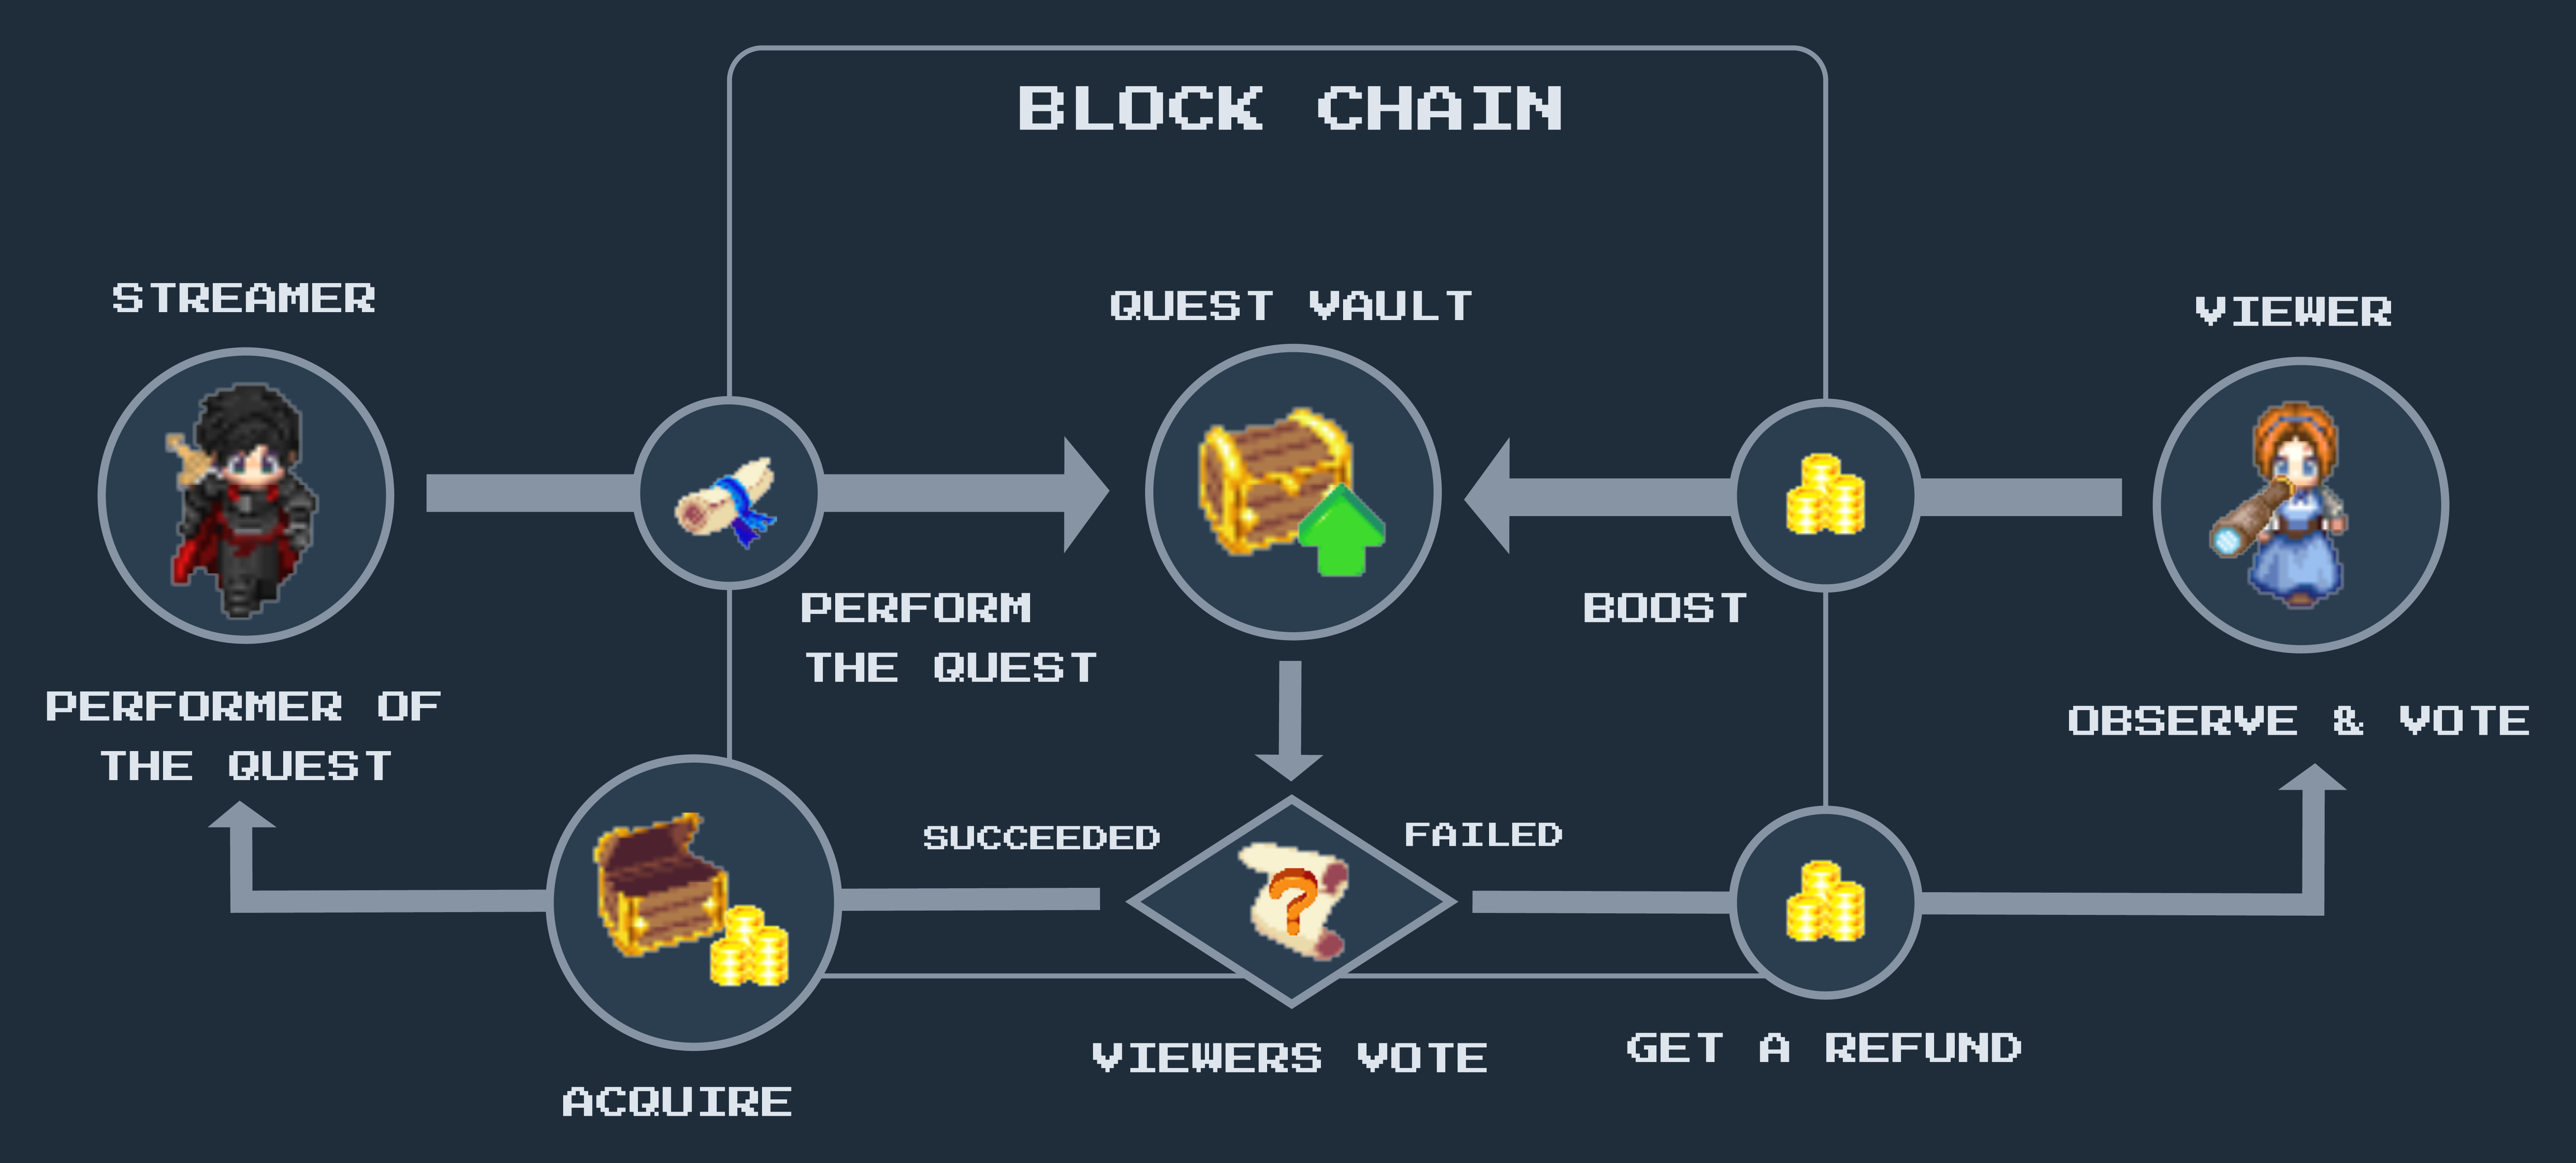 BLOCK CHAIN
STREAMER
QUEST VAULT
VIEWER
PERFORM
THE QUEST
BOOST
PERFORMER OF
THE QUEST
OBSERVE & VOTE
SUCCEEDED
FAILED
VIEWERS VOTE
GET A REFUND
ACQUIRE